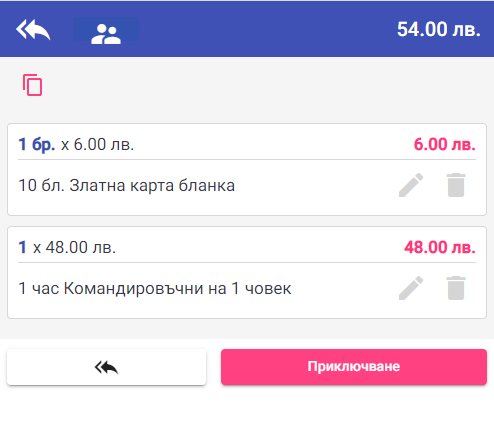 54.00 лв.
1 бр. x 6.00 лв. 6.00 лв.
10 бл. Златна карта бланка
1 x 48.00 лв. 48.00 лв.
1 час Командировъчни на 1 човек
Приключване